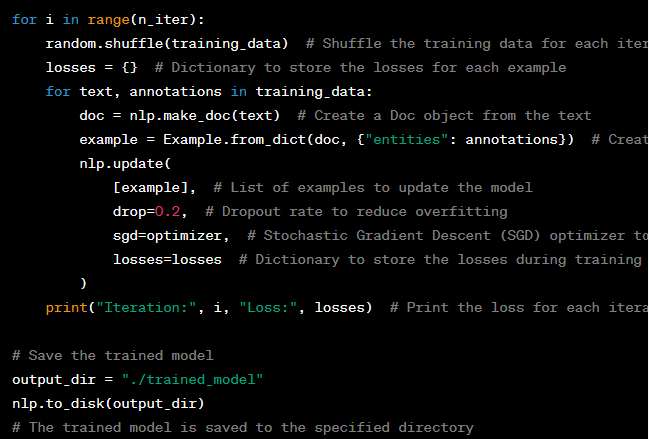 for i in range(n_iter):
    random.shuffle(training_data)  # Shuffle the training data for each iter
    losses = {}  # Dictionary to store the losses for each example
    for text, annotations in training_data:
        doc = nlp.make_doc(text)  # Create a Doc object from the text
        example = Example.from_dict(doc, {"entities": annotations})  # Creat
        nlp.update(
            [example],  # List of examples to update the model
            drop=0.2,  # Dropout rate to reduce overfitting
            sgd=optimizer,  # Stochastic Gradient Descent (SGD) optimizer to
            losses=losses  # Dictionary to store the losses during training
        )
    print("Iteration:", i, "Loss:", losses)  # Print the loss for each itera
# Save the trained model
output_dir = "./trained_model"
nlp.to_disk(output_dir)
# The trained model is saved to the specified directory